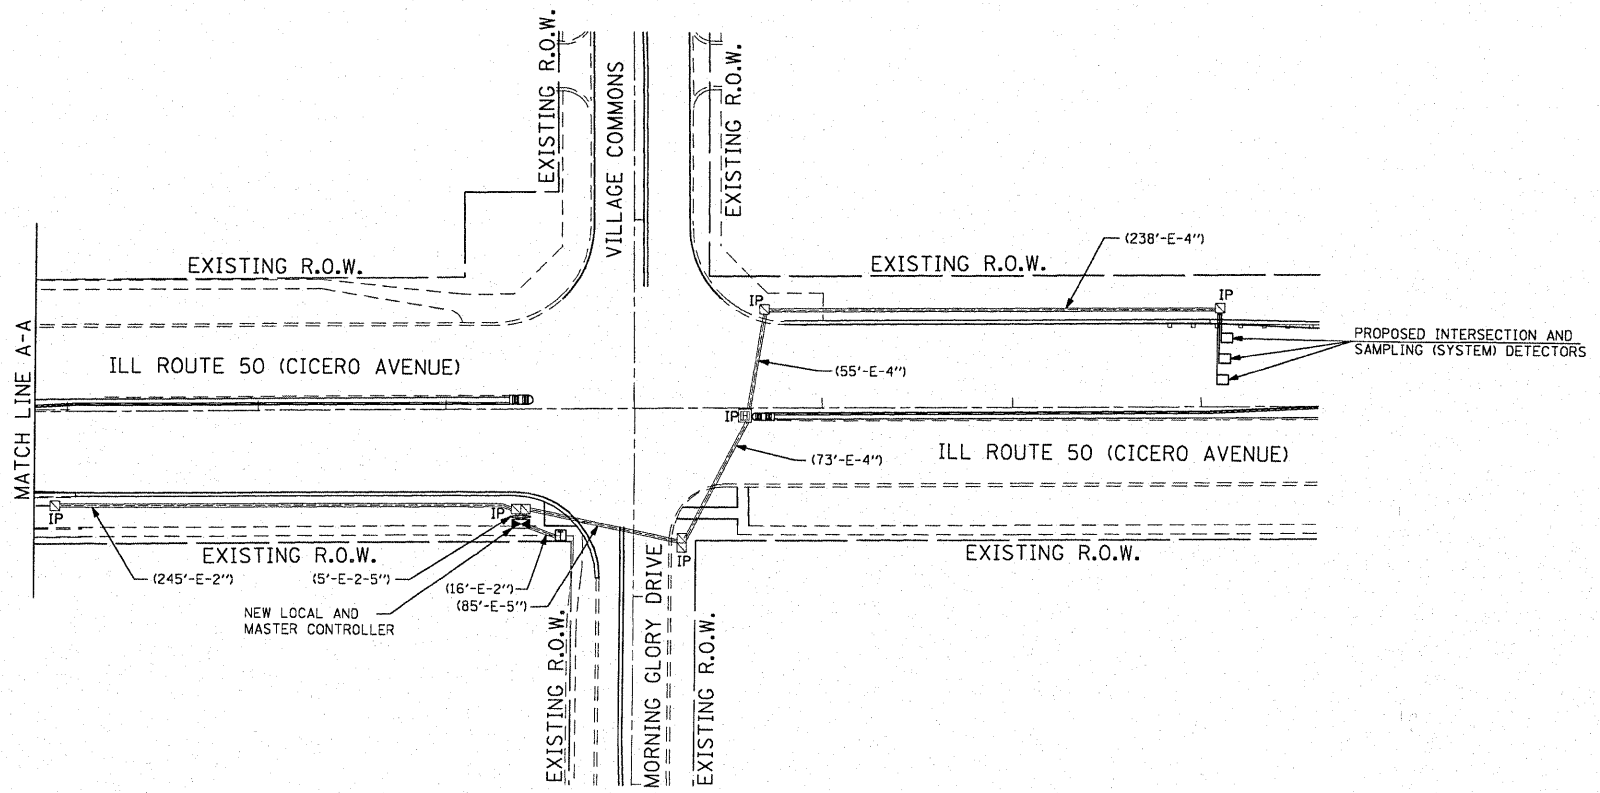 EXISTING R.O.W.
VILLAGE COMMONS
EXISTING R.O.W.
EXISTING R.O.W.
EXISTING R.O.W.
(238'-E-4")
IP
IP
MATCH LINE A-A
ILL ROUTE 50 (CICERO AVENUE)
(55'-E-4")
PROPOSED INTERSECTION AND
SAMPLING (SYSTEM) DETECTORS
IP
H
(73'-E-4")
ILL ROUTE 50 (CICERO AVENUE)
IP
IP
T
IP
EXISTING R.O.W.
EXISTING R.O.W.
(245'-E-2")
(5'-E-2-5")
(16'-E-2")
(85'-E-5")
NEW LOCAL AND
MASTER CONTROLLER
EXISTING R.O.W.
MORNING GLORY DRIVE
EXISTING R.O.W.